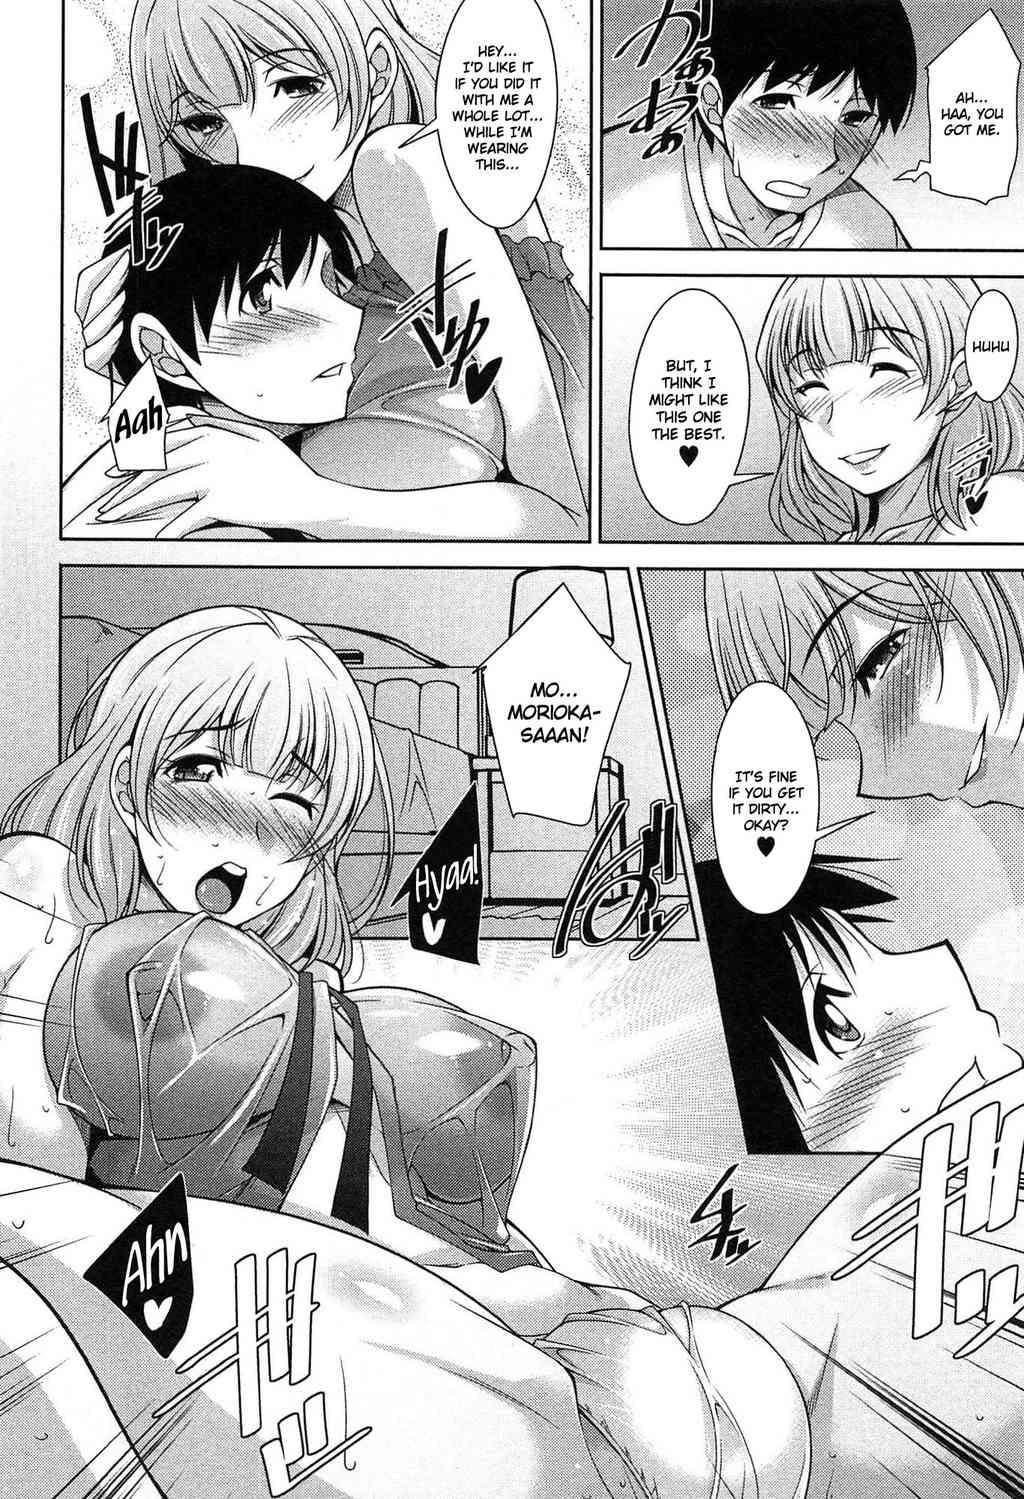 AH...
HAA, YOU
GOT ME.
HUHU
BUT, I
THINK I
MIGHT LIKE
THIS ONE
THE BEST.
♥
HEY...
I'D LIKE IT
IF YOU DID IT
WITH ME A
WHOLE LOT...
WHILE I'M
WEARING
THIS...
Aah
IT'S FINE
IF YOU GET
IT DIRTY...
OKAY?
♥
MO...
MORIOKA-
SAAAN!
Hyaa!
♥
Ahn
♥